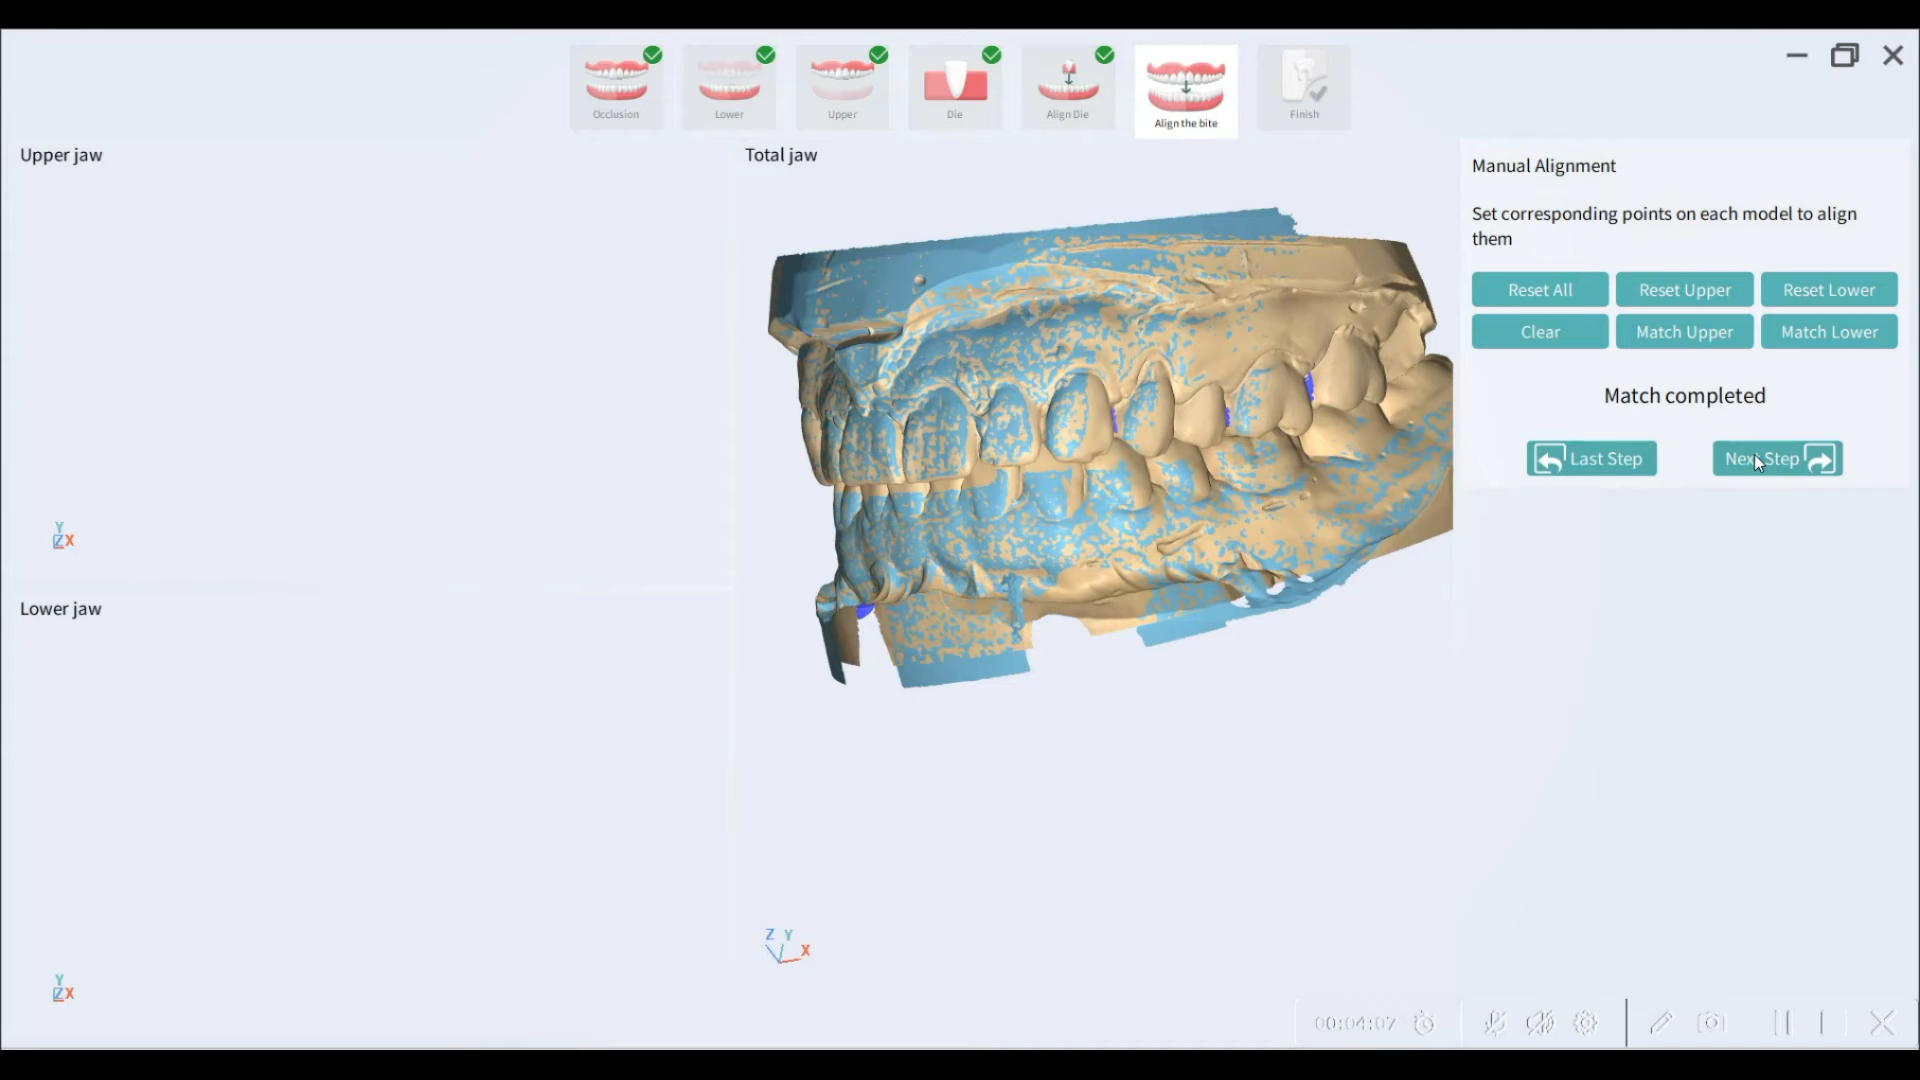 Occlusion
Lower
Upper
Die
Align Die
Align the bite
Finish
Upper jaw
Total jaw
Manual Alignment
Set corresponding points on each model to align
them
Reset All
Reset Upper
Reset Lower
Clear
Match Upper
Match Lower
Match completed
Last Step
Next Step
Y
ZX
Lower jaw
Z Y
X
Y
ZX
00:04:07